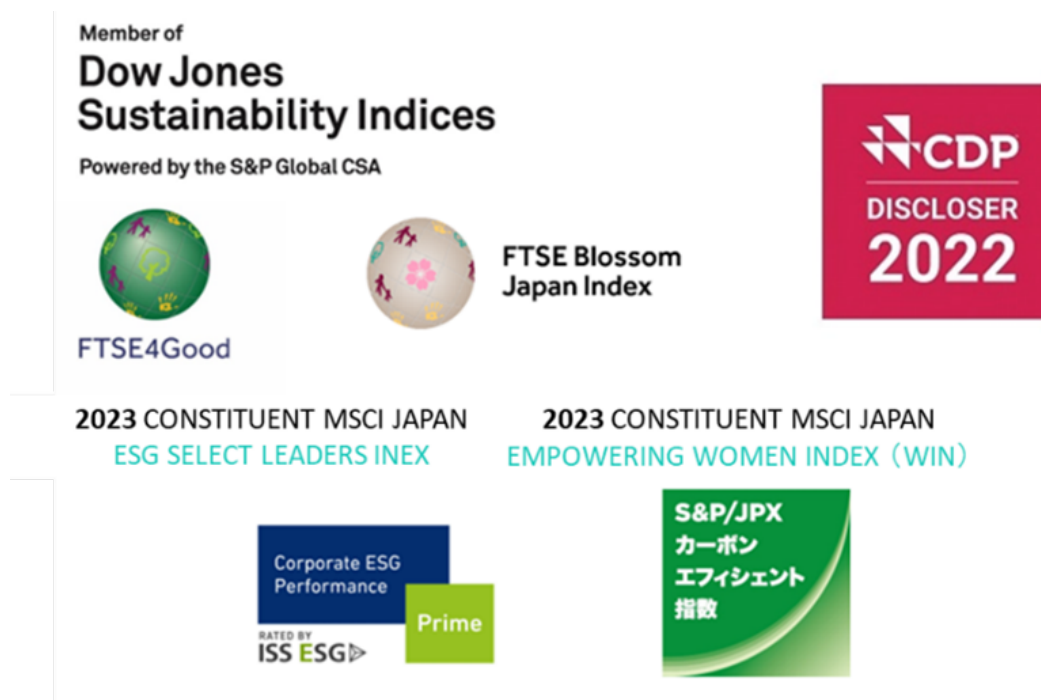 Member of
Dow Jones
Sustainability Indices
Powered by the S&P Global CSA
CDP
DISCLOSER
2022
FTSE4Good
FTSE Blossom
Japan Index
2023 CONSTITUENT MSCI JAPAN
ESG SELECT LEADERS INEX
2023 CONSTITUENT MSCI JAPAN
EMPOWERING WOMEN INDEX（WIN）
Corporate ESG
Performance
Prime
RATED BY
ISS ESG
S&P/JPX
カーボン
エフィシェント
指数